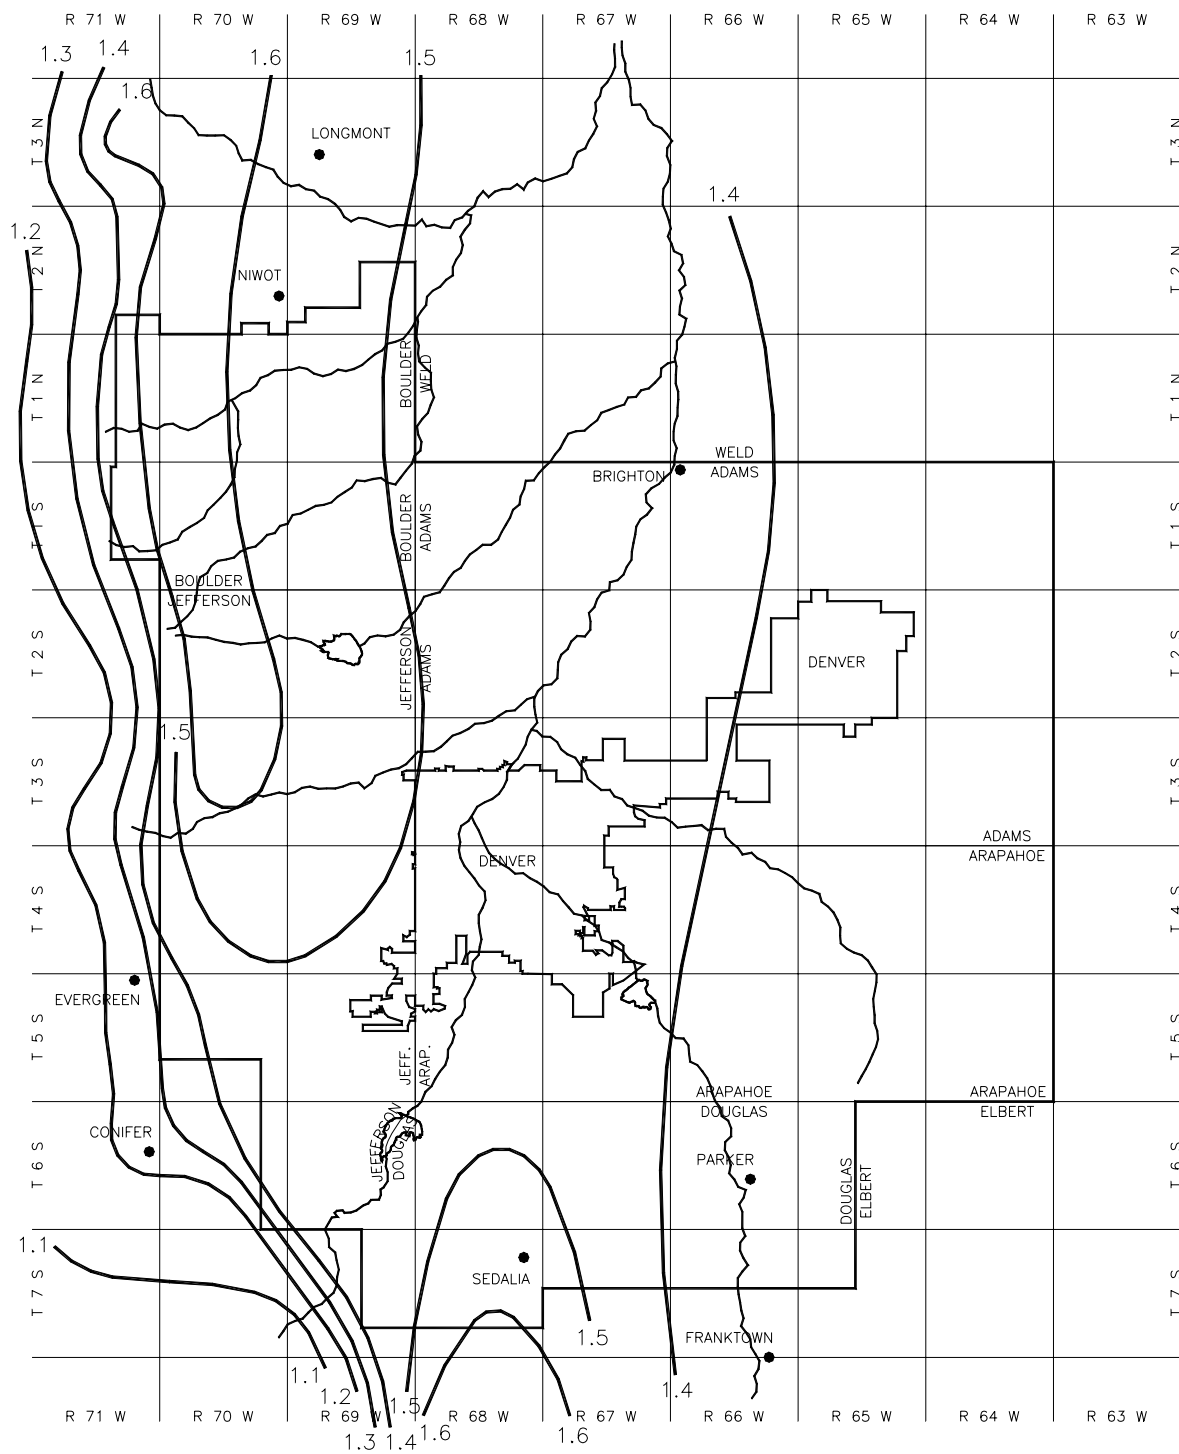 R 71 W R 70 W R 69 W R 68 W R 67 W R 66 W R 65 W R 64 W R 63 W
1.3 1.4 1.6 1.5
1.6
LONGMONT
T 3 N T 3 N
1.4
1.2
NIWOT
T 2 N T 2 N
BOULDER
WELD
T 1 N T 1 N
WELD
ADAMS
BRIGHTON
BOULDER
ADAMS
T 1 S T 1 S
BOULDER
JEFFERSON
JEFFERSON
ADAMS
T 2 S T 2 S
DENVER
1.5
T 3 S T 3 S
ADAMS
ARAPAHOE
DENVER
T 4 S T 4 S
EVERGREEN
T 5 S T 5 S
JEFF.
ARAP.
ARAPAHOE
DOUGLAS
ARAPAHOE
ELBERT
CONIFER
JEFFERSON
DOUGLAS
T 6 S T 6 S
PARKER
DOUGLAS
ELBERT
1.1
SEDALIA
T 7 S T 7 S
1.5
FRANKTOWN
1.1
1.2 1.5 1.4
R 71 W R 70 W R 69 W R 68 W R 67 W R 66 W R 65 W R 64 W R 63 W
1.3 1.4 1.6 1.6